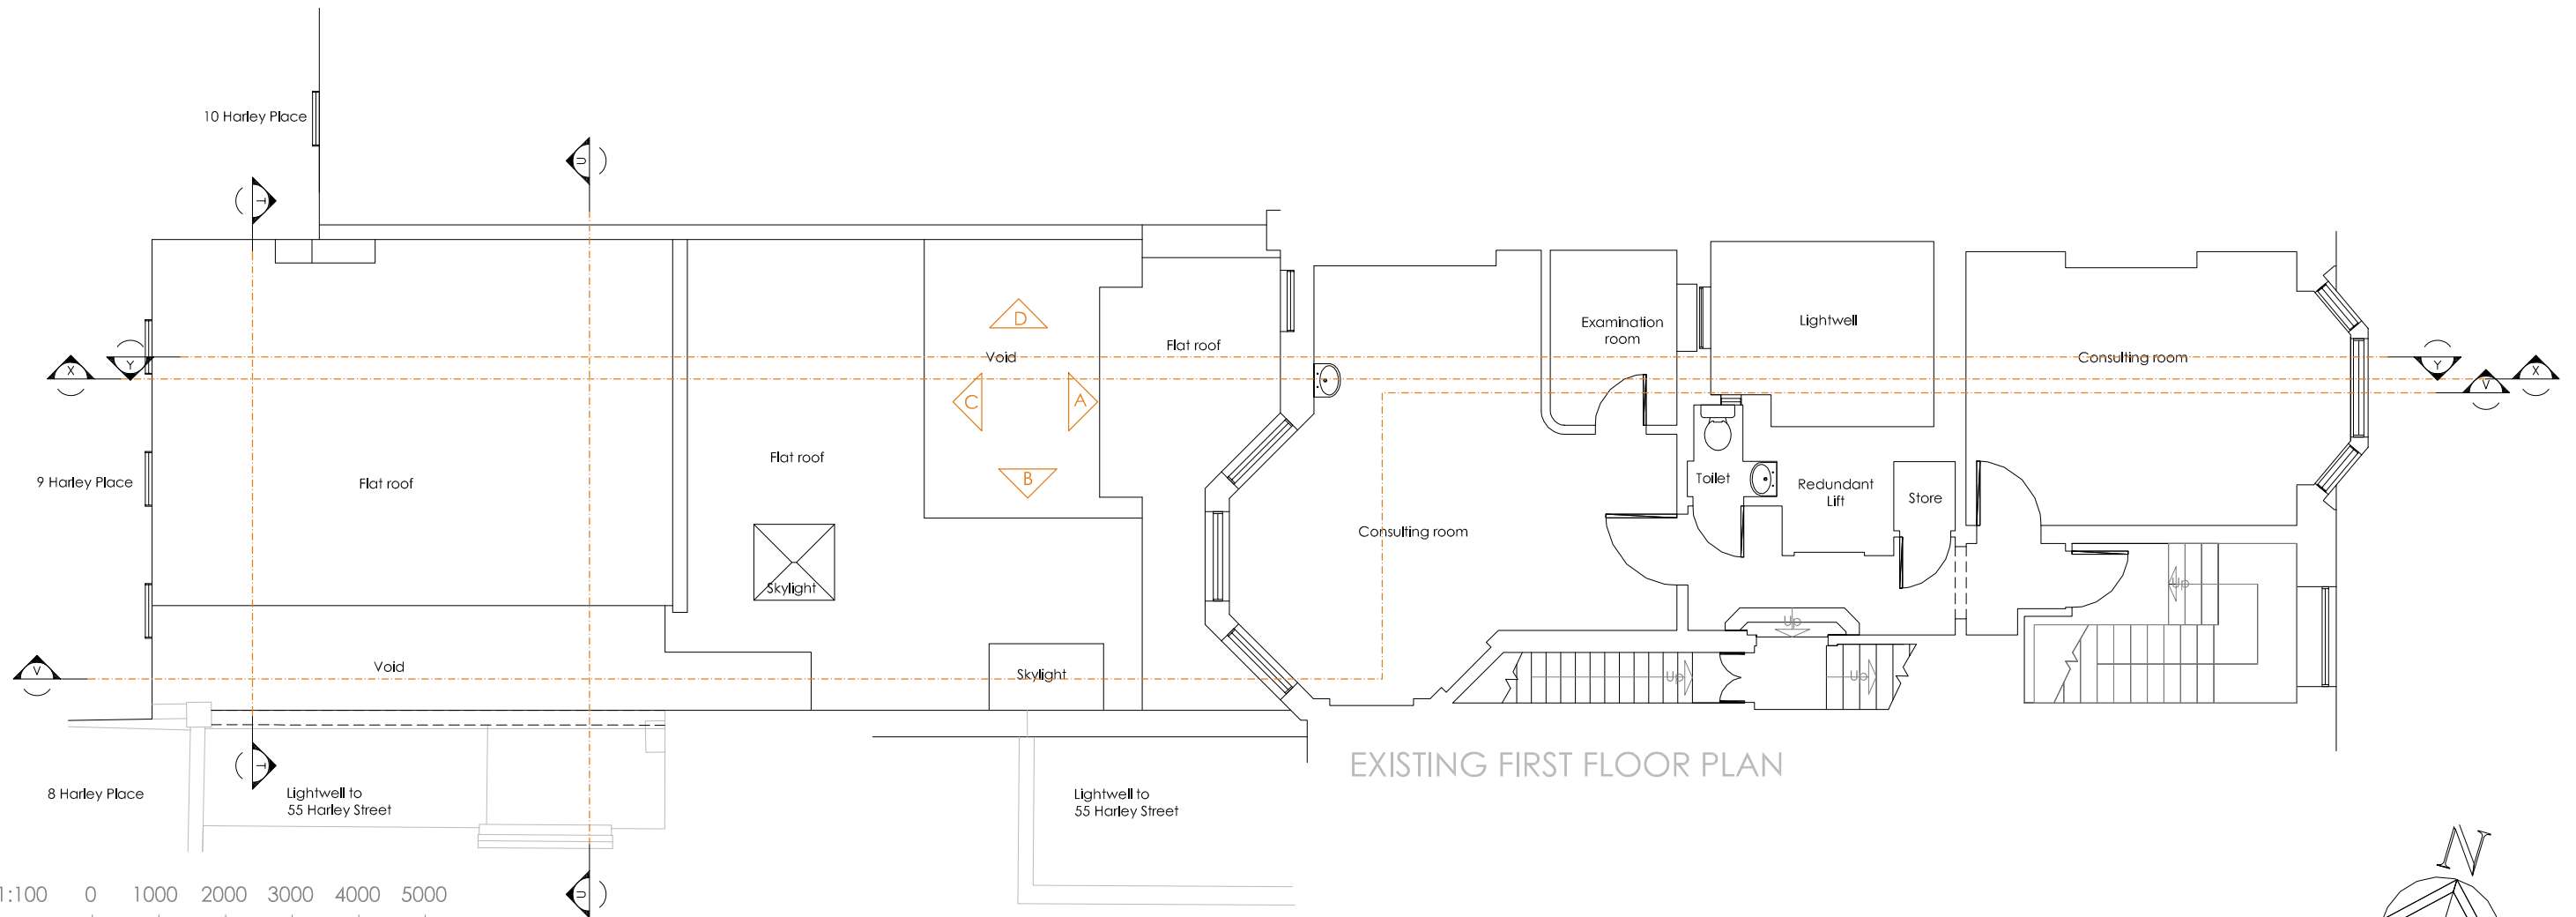 10 Harley Place
U
T
D
Void
Flat roof
Examination
room
Lightwell
Consulting room
X
Y
C
A
Y
V
X
9 Harley Place
Flat roof
Flat roof
B
Toilet
Redundant
Lift
Store
Consulting room
Skylight
Up
Up
V
Void
Skylight
Up
Up
T
EXISTING FIRST FLOOR PLAN
8 Harley Place
Lightwell to
55 Harley Street
Lightwell to
55 Harley Street
N
1:100 0 1000 2000 3000 4000 5000
U